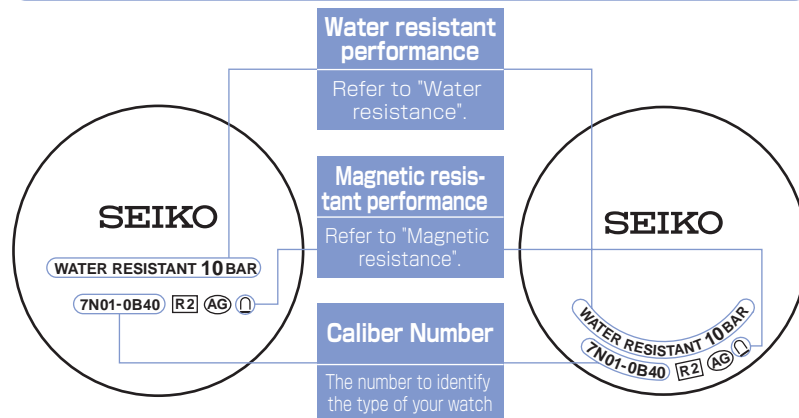 Water resistant
performance
Refer to "Water
resistance".
Magnetic resis-
tant performance
Refer to "Magnetic
resistance".
Caliber Number
The number to identify
the type of your watch
SEIKO
WATER RESISTANT 10 BAR
7N01-0B40 R2 AG
SEIKO
WATER RESISTANT 10 BAR
7N01-0B40 R2 AG